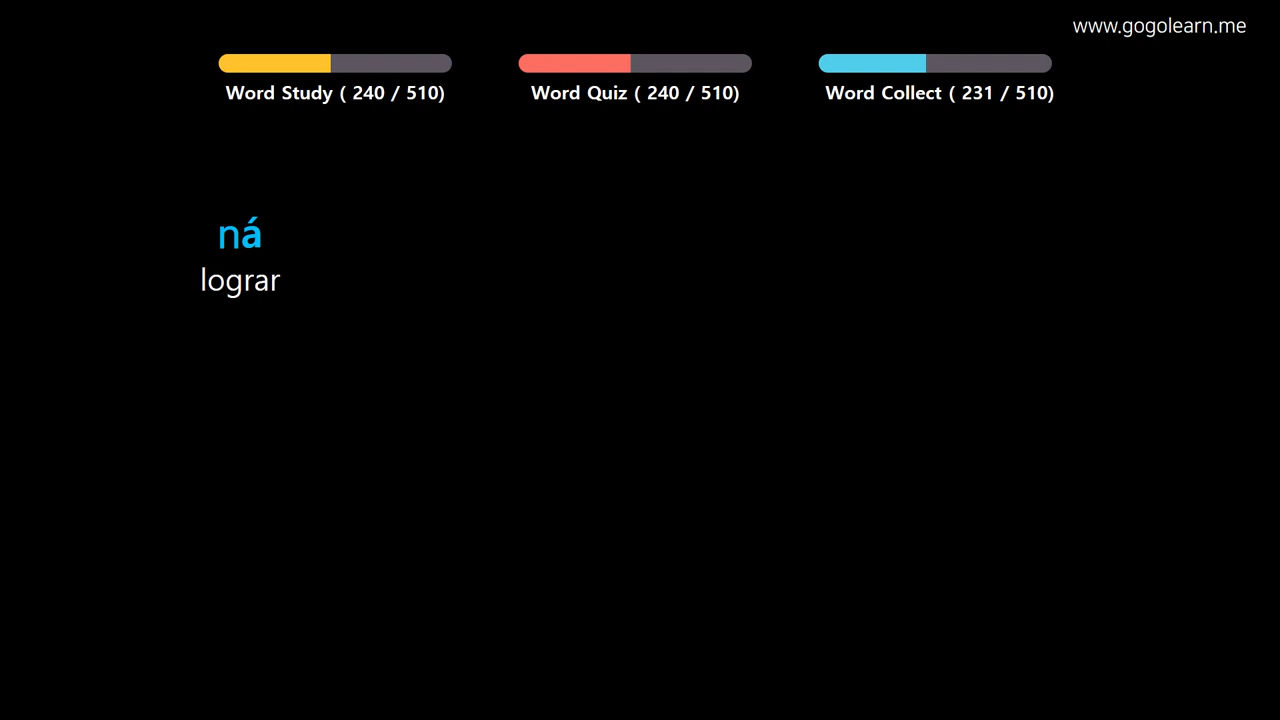 www.gogolearn.me
Word Study ( 240 / 510)
Word Quiz ( 240 / 510)
Word Collect ( 231 / 510)
ná
lograr